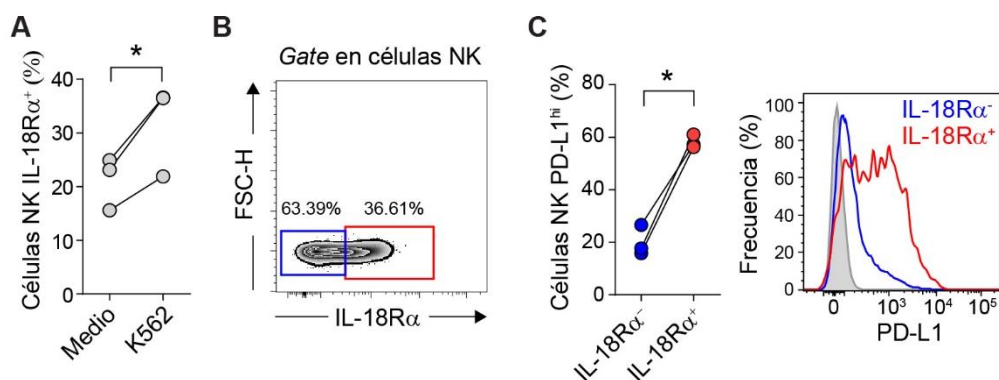 A
Células NK IL-18Rα⁺ (%)
40
30
20
10
0
*
Medio
K562
B
Gate en células NK
FSC-H
63.39%
36.61%
IL-18Rα
C
Células NK PD-L1ʰⁱ (%)
80
60
40
20
0
*
IL-18Rα⁻
IL-18Rα⁺
Frecuencia (%)
100
80
60
40
20
0
IL-18Rα⁻
IL-18Rα⁺
0
10³
10⁴
10⁵
PD-L1